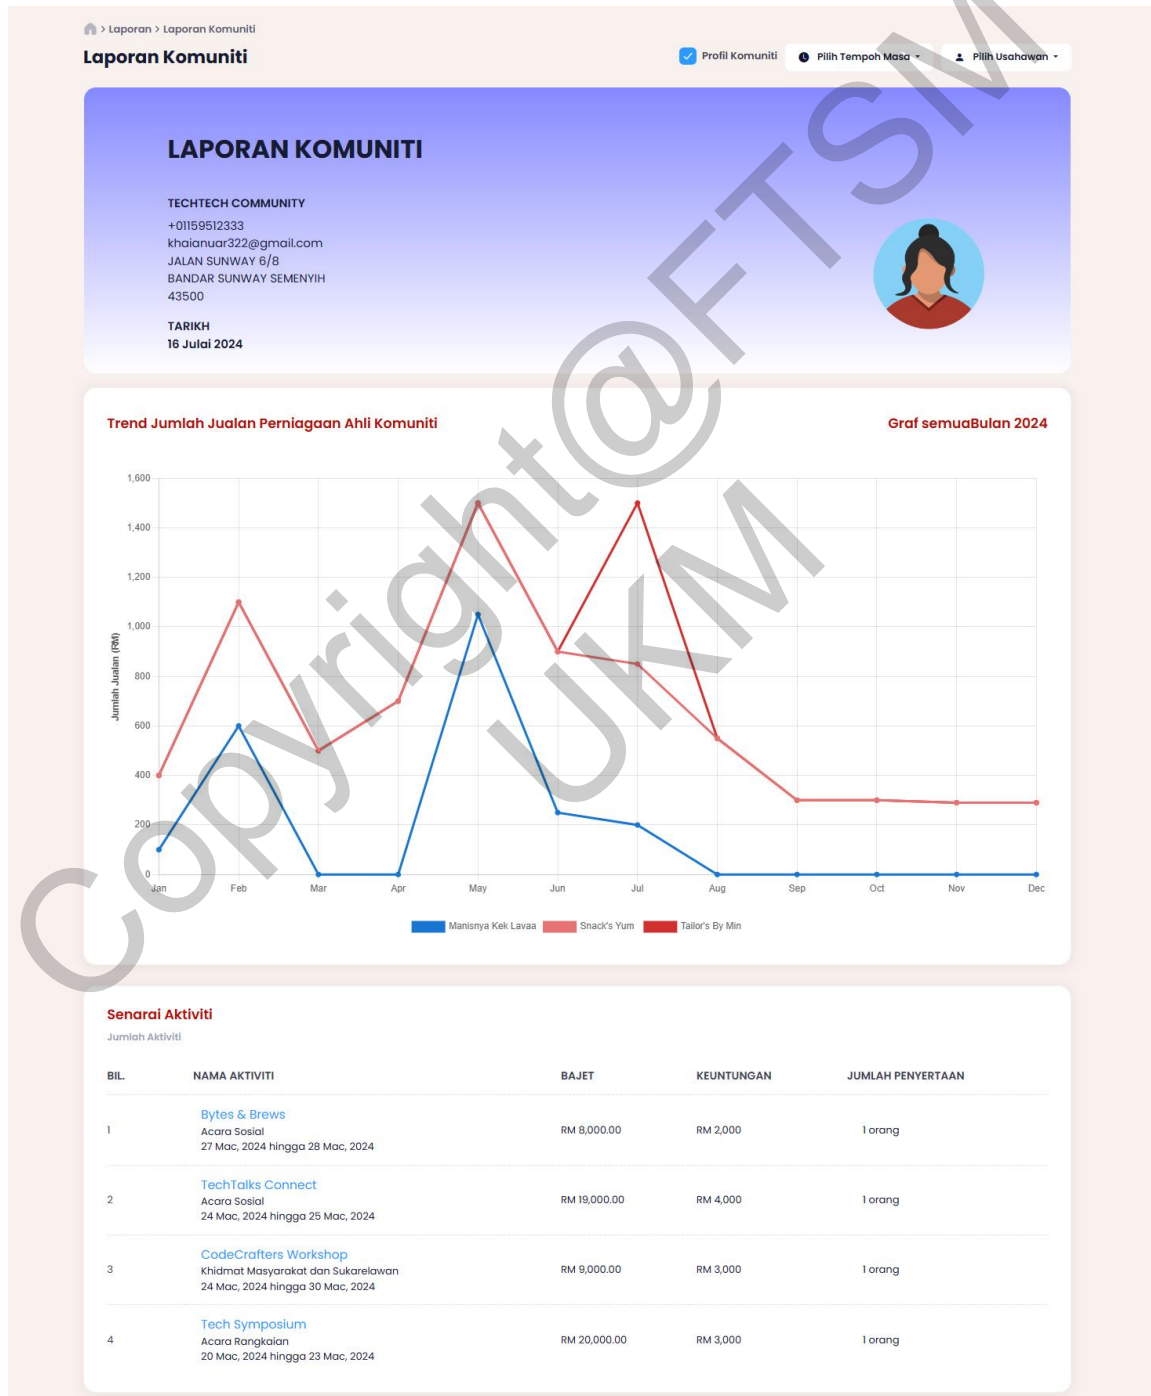 > Laporan > Laporan Komuniti
Laporan Komuniti
Profil Komuniti
Pilih Tempoh Masa
Pilih Usahawan
LAPORAN KOMUNITI
TECHTECH COMMUNITY
+01159512333
khaianuar322@gmail.com
JALAN SUNWAY 6/8
BANDAR SUNWAY SEMENYIH
43500
TARIKH
16 Julai 2024
Trend Jumlah Jualan Perniagaan Ahli Komuniti
Graf semuaBulan 2024
Jumlah Jualan (RM)
1,600
1,400
1,200
1,000
800
600
400
200
0
Jan Feb Mar Apr May Jun Jul Aug Sep Oct Nov Dec
Manisnya Kek Lavaa Snack's Yum Tailor's By Min
Senarai Aktiviti
Jumlah Aktiviti
BIL. NAMA AKTIVITI BAJET KEUNTUNGAN JUMLAH PENYERTAAN
Bytes & Brews
1 Acara Sosial RM 8,000.00 RM 2,000 1 orang
27 Mac, 2024 hingga 28 Mac, 2024
TechTalks Connect
2 Acara Sosial RM 19,000.00 RM 4,000 1 orang
24 Mac, 2024 hingga 25 Mac, 2024
CodeCrafters Workshop
3 Khidmat Masyarakat dan Sukarelawan RM 9,000.00 RM 3,000 1 orang
24 Mac, 2024 hingga 30 Mac, 2024
Tech Symposium
4 Acara Rangkaian RM 20,000.00 RM 3,000 1 orang
20 Mac, 2024 hingga 23 Mac, 2024
Copyright@FTSM
UKM